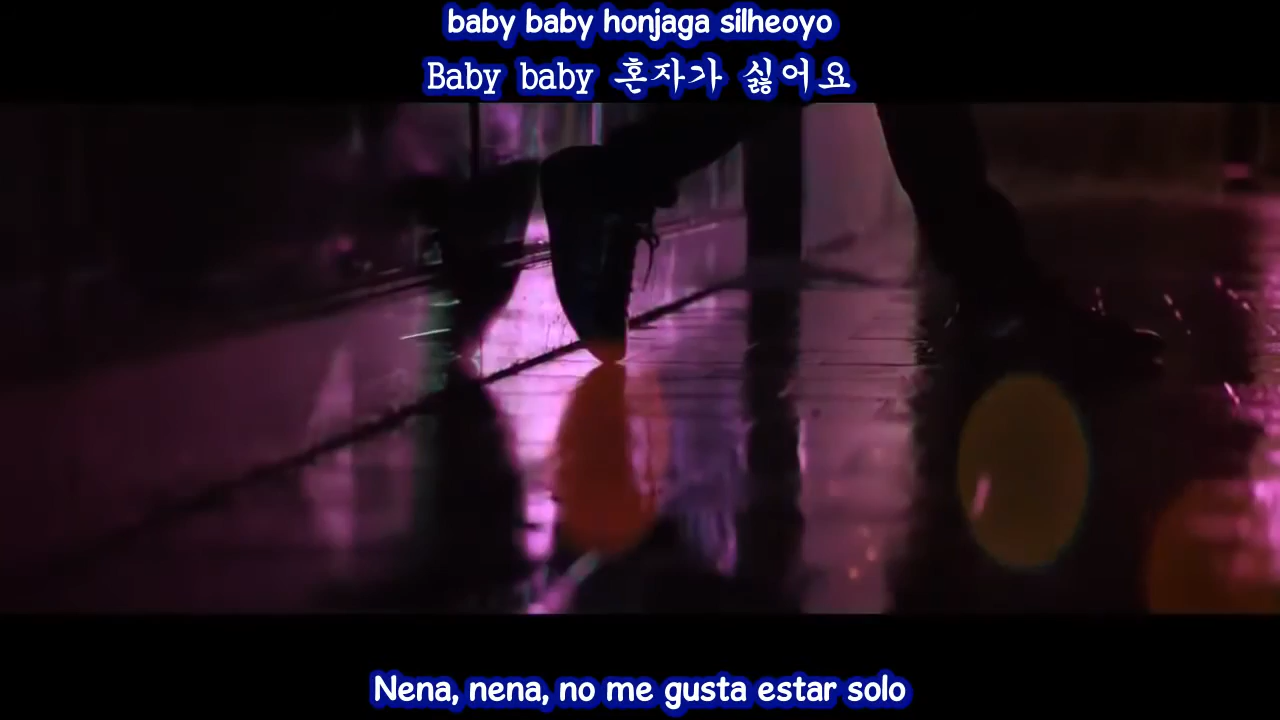 baby baby honjaga silheoyo
Baby baby 혼자가 싫어요
Nena, nena, no me gusta estar solo